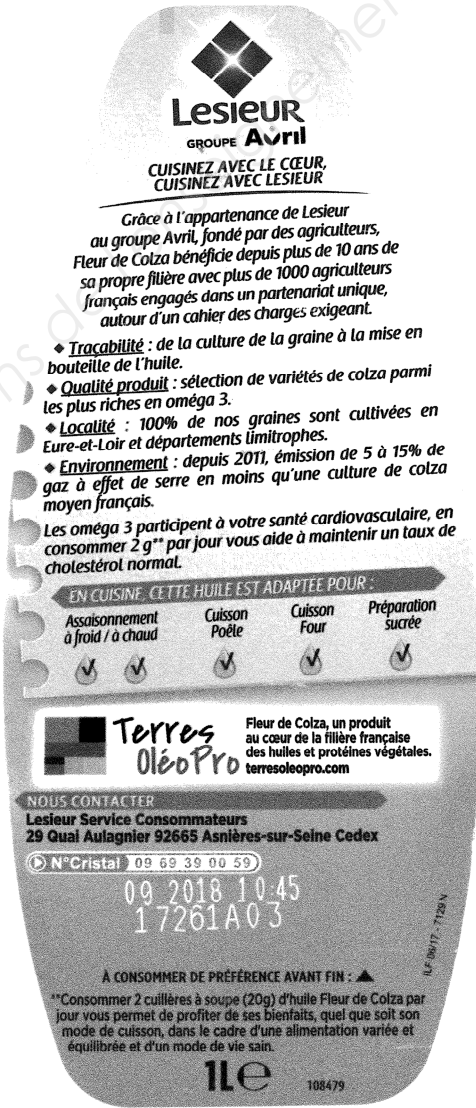 Lesieur
GROUPE Avril
CUISINEZ AVEC LE CŒUR,
CUISINEZ AVEC LESIEUR
Grâce à l'appartenance de Lesieur
au groupe Avril, fondé par des agriculteurs,
Fleur de Colza bénéficie depuis plus de 10 ans de
sa propre filière avec plus de 1000 agriculteurs
français engagés dans un partenariat unique,
autour d'un cahier des charges exigeant.
◆ Traçabilité : de la culture de la graine à la mise en
bouteille de l'huile.
◆ Qualité produit : sélection de variétés de colza parmi
les plus riches en oméga 3.
◆ Localité : 100% de nos graines sont cultivées en
Eure-et-Loir et départements limitrophes.
◆ Environnement : depuis 2011, émission de 5 à 15% de
gaz à effet de serre en moins qu'une culture de colza
moyen français.
Les oméga 3 participent à votre santé cardiovasculaire, en
consommer 2 g** par jour vous aide à maintenir un taux de
cholestérol normal.
EN CUISINE, CETTE HUILE EST ADAPTÉE POUR :
Assaisonnement
à froid / à chaud
Cuisson
Poêle
Cuisson
Four
Préparation
sucrée
Terres
OléoPro
Fleur de Colza, un produit
au cœur de la filière française
des huiles et protéines végétales.
terresoleopro.com
NOUS CONTACTER
Lesieur Service Consommateurs
29 Quai Aulagnier 92665 Asnières-sur-Seine Cedex
N°Cristal 09 69 39 00 59
09 2018 10:45
17261A03
ILF 06/17 - 7129 N
À CONSOMMER DE PRÉFÉRENCE AVANT FIN : ▲
**Consommer 2 cuillères à soupe (20g) d'huile Fleur de Colza par
jour vous permet de profiter de ses bienfaits, quel que soit son
mode de cuisson, dans le cadre d'une alimentation variée et
équilibrée et d'un mode de vie sain.
1L℮
108479